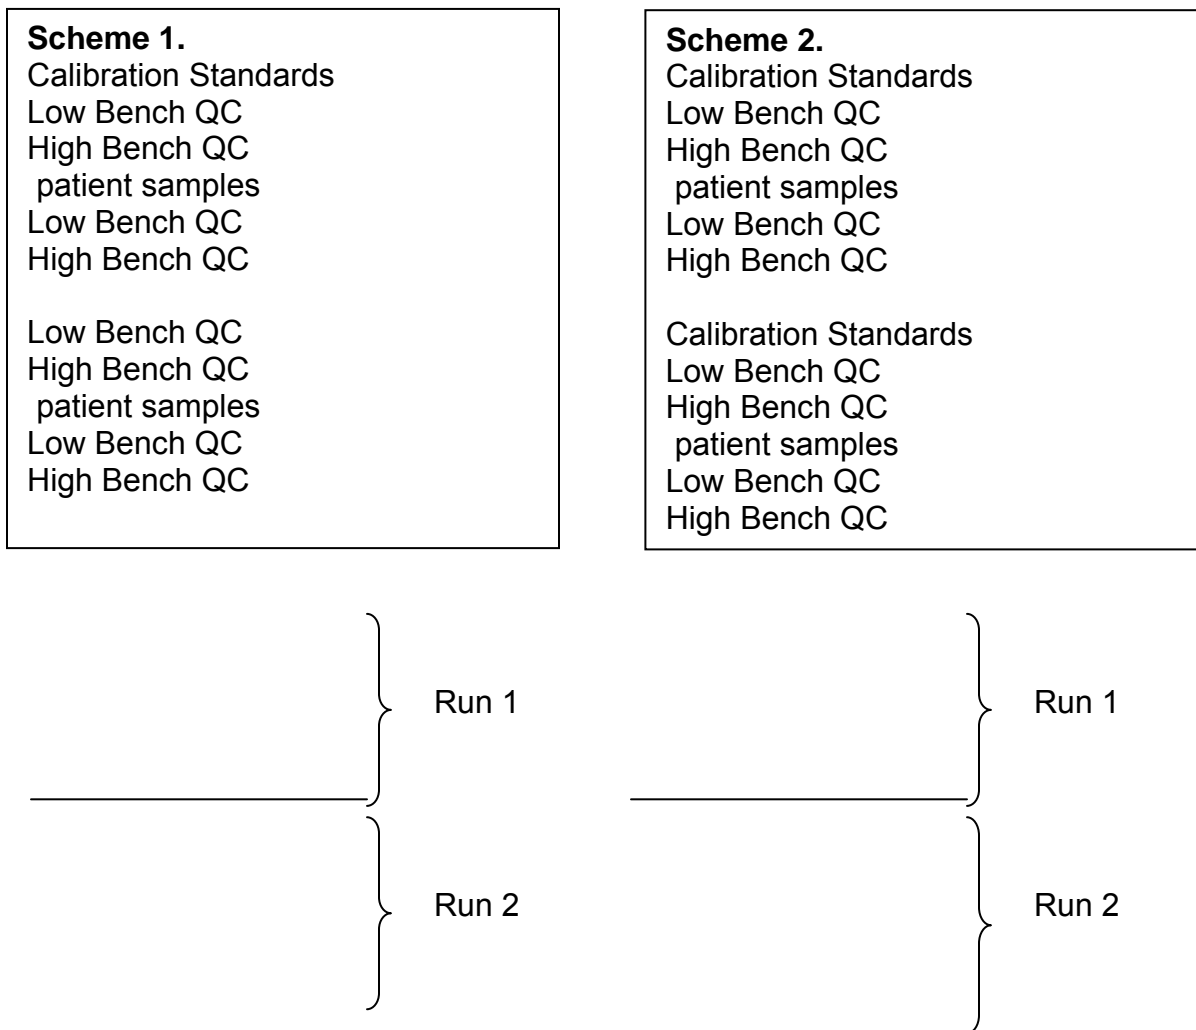 Scheme 1.
Calibration Standards
Low Bench QC
High Bench QC
patient samples
Low Bench QC
High Bench QC
Low Bench QC
High Bench QC
patient samples
Low Bench QC
High Bench QC
Scheme 2.
Calibration Standards
Low Bench QC
High Bench QC
patient samples
Low Bench QC
High Bench QC
Calibration Standards
Low Bench QC
High Bench QC
patient samples
Low Bench QC
High Bench QC
Run 1
Run 2
Run 1
Run 2